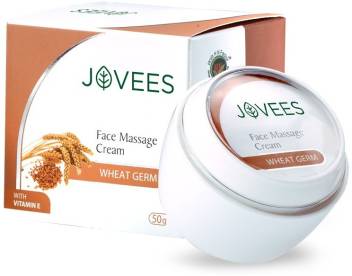 JOVEES
Face Massage
Cream
WHEAT GERM
WITH
VITAMIN E
50g
JOVEES
Face Massage
Cream
WHEAT GERM